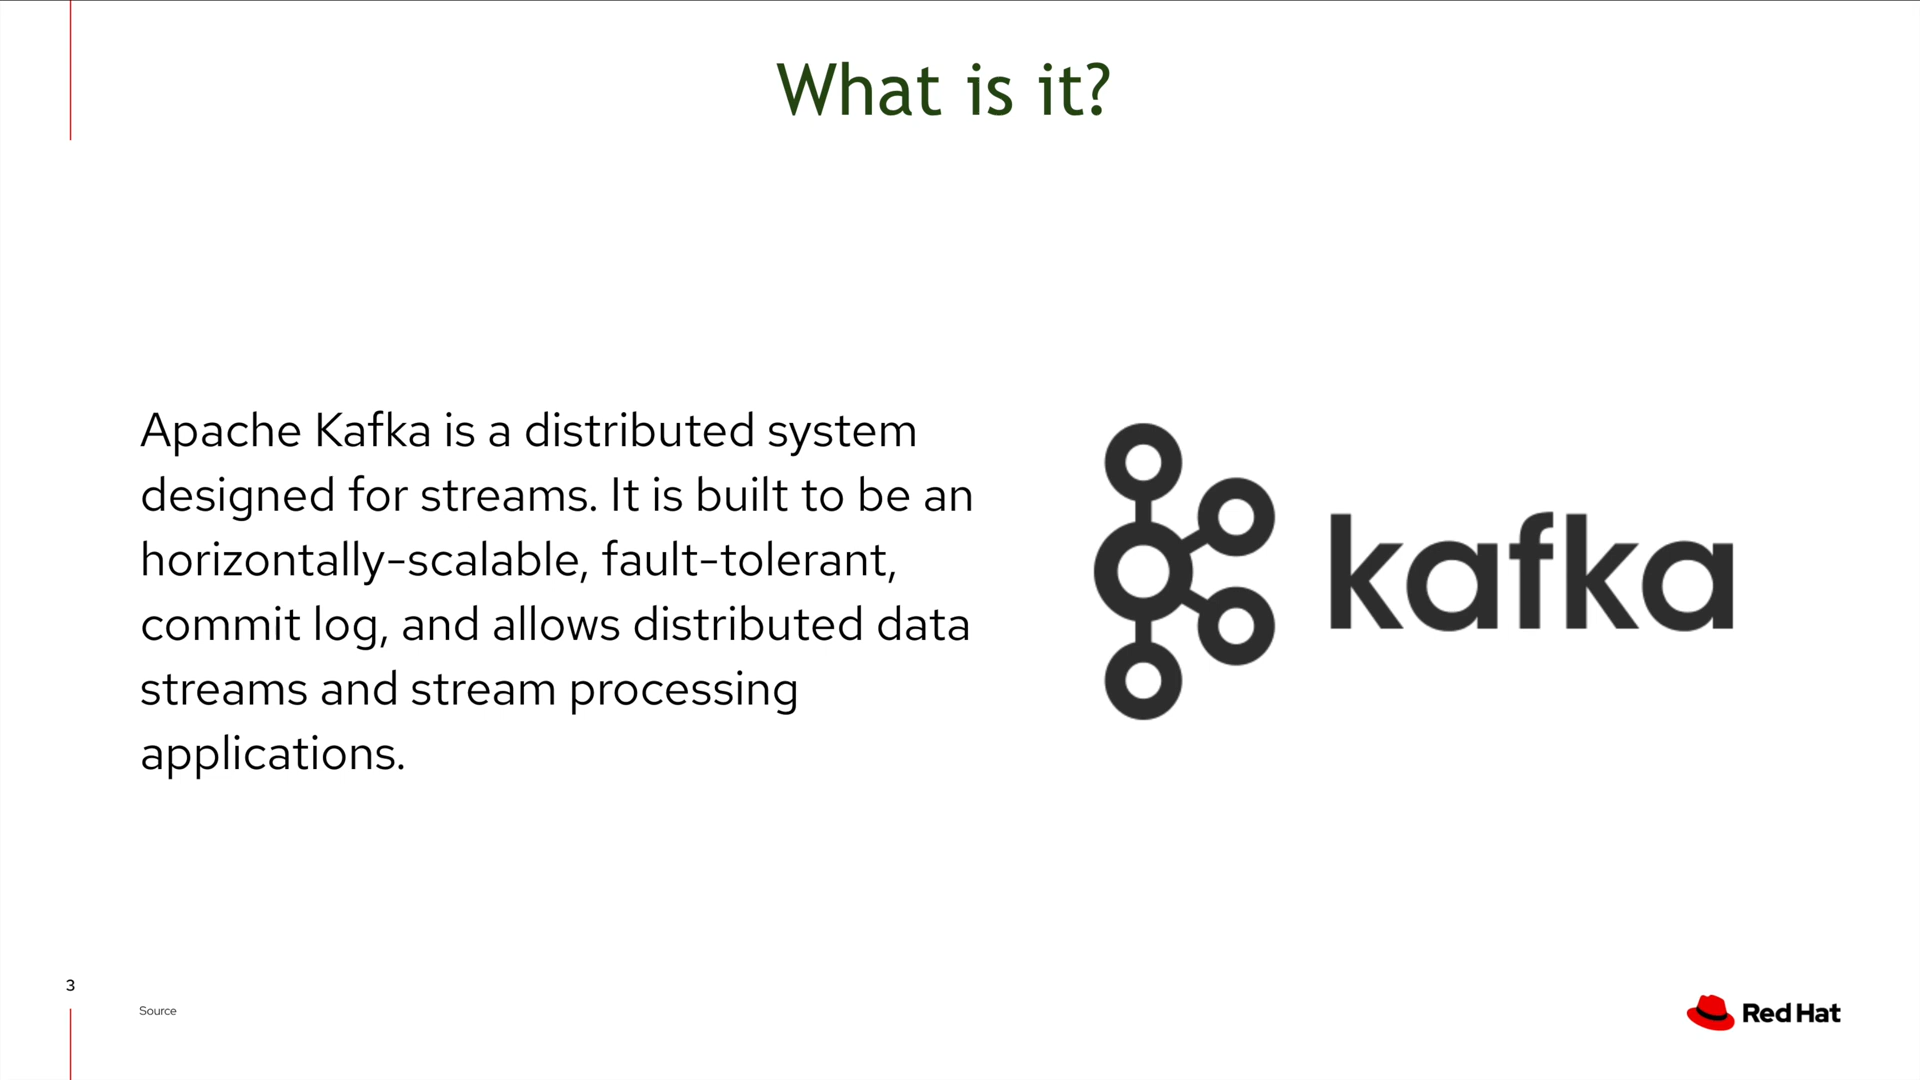 What is it?
Apache Kafka is a distributed system
designed for streams. It is built to be an
horizontally-scalable, fault-tolerant,
commit log, and allows distributed data
streams and stream processing
applications.
kafka
3
Source
Red Hat